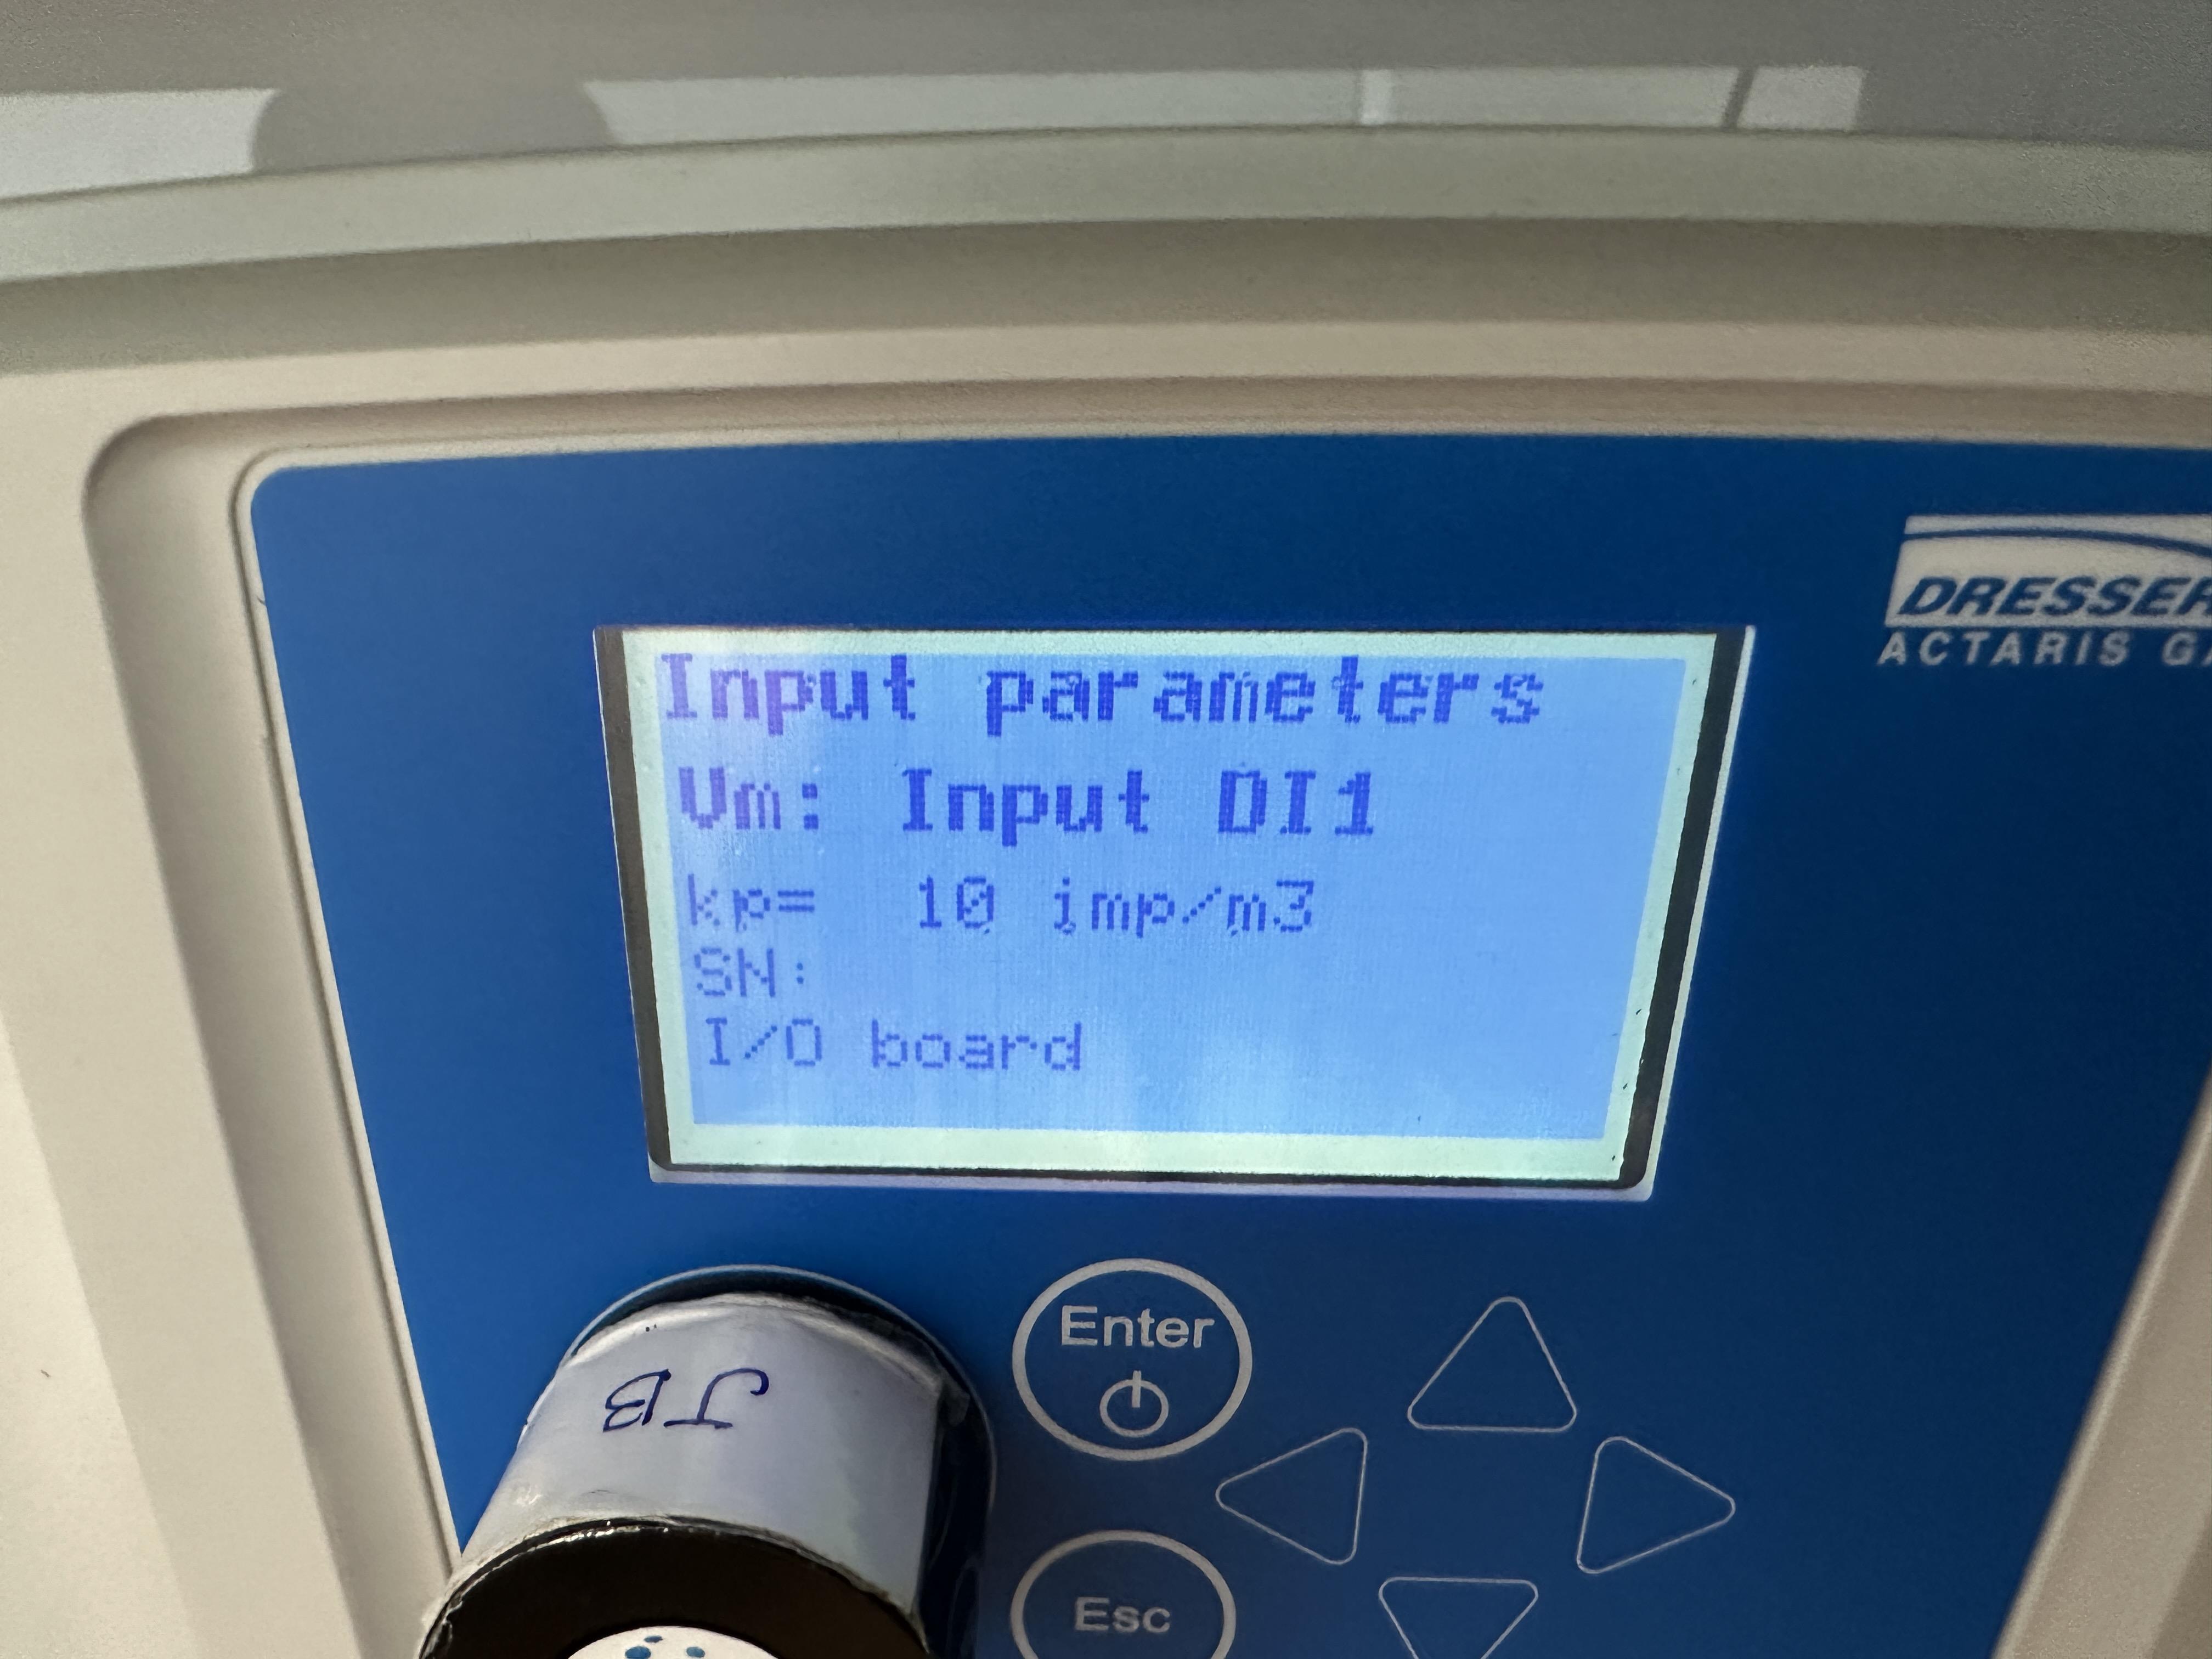 Input parameters
Vm: Input DI1
kp= 10 imp/m3
SN:
I/O board
DRESSER
ACTARIS
Enter
JB
Esc